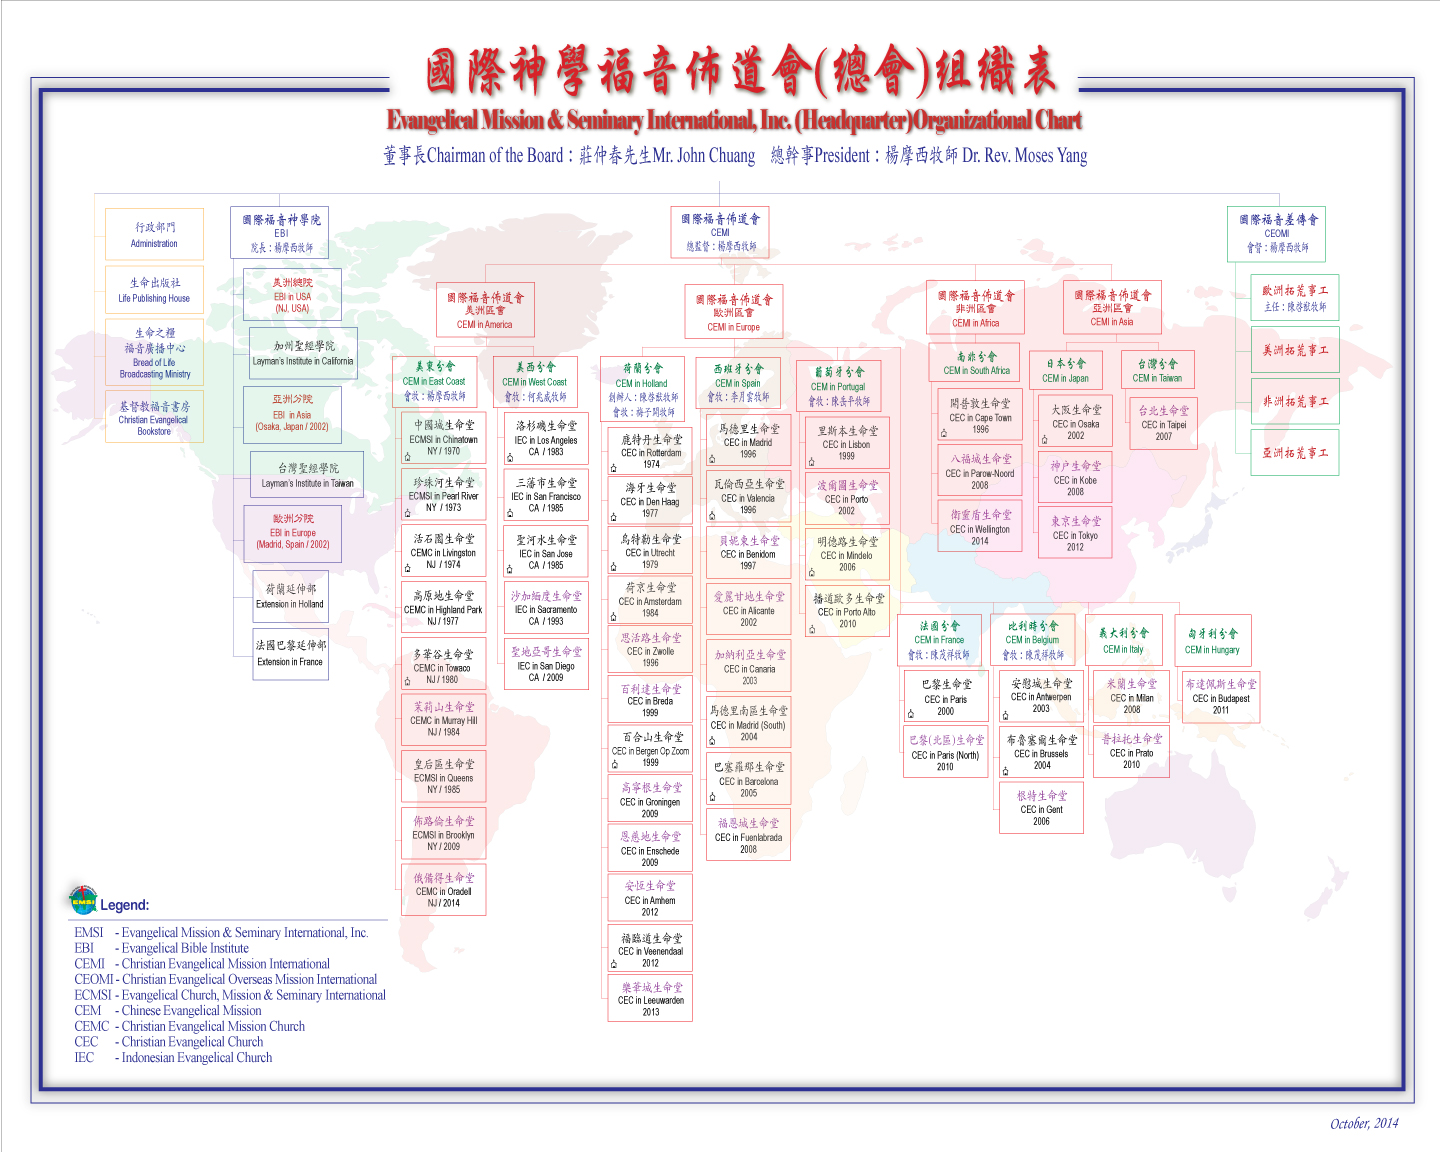 國際神學福音佈道會(總會)組織表
Evangelical Mission & Seminary International, Inc. (Headquarter)Organizational Chart
董事長Chairman of the Board：莊仲春先生Mr. John Chuang 總幹事President：楊摩西牧師 Dr. Rev. Moses Yang
行政部門
Administration
生命出版社
Life Publishing House
生命之糧
福音廣播中心
Bread of Life
Broadcasting Ministry
基督教福音書房
Christian Evangelical
Bookstore
國際福音神學院
EBI
院長：楊摩西牧師
美洲總院
EBI in USA
(NJ, USA)
加州聖經學院
Layman's Institute in California
亞洲分院
EBI in Asia
(Osaka, Japan / 2002)
台灣聖經學院
Layman's Institute in Taiwan
歐洲分院
EBI in Europe
(Madrid, Spain / 2002)
荷蘭延伸部
Extension in Holland
法國巴黎延伸部
Extension in France
國際福音佈道會
CEMI
總監督：楊摩西牧師
國際福音佈道會
美洲區會
CEMI in America
美東分會
CEM in East Coast
會牧：楊摩西牧師
中國城生命堂
ECMSI in Chinatown
NY / 1970
珍珠河生命堂
ECMSI in Pearl River
NY / 1973
活石園生命堂
CEMC in Livingston
NJ / 1974
高原地生命堂
CEMC in Highland Park
NJ / 1977
多華谷生命堂
CEMC in Towaco
NJ / 1980
茉莉山生命堂
CEMC in Murray Hill
NJ / 1984
皇后區生命堂
ECMSI in Queens
NY / 1985
佈路倫生命堂
ECMSI in Brooklyn
NY / 2009
俄備得生命堂
CEMC in Oradell
NJ / 2014
美西分會
CEM in West Coast
會牧：何兆威牧師
洛杉磯生命堂
IEC in Los Angeles
CA / 1983
三藩市生命堂
IEC in San Francisco
CA / 1985
聖河水生命堂
IEC in San Jose
CA / 1985
沙加緬度生命堂
IEC in Sacramento
CA / 1993
聖地亞哥生命堂
IEC in San Diego
CA / 2009
國際福音佈道會
歐洲區會
CEMI in Europe
荷蘭分會
CEM in Holland
創辦人：陳啓猷牧師
會牧：梅子開牧師
鹿特丹生命堂
CEC in Rotterdam
1974
海牙生命堂
CEC in Den Haag
1977
烏特勒生命堂
CEC in Utrecht
1979
荷京生命堂
CEC in Amsterdam
1984
思活路生命堂
CEC in Zwolle
1996
百利達生命堂
CEC in Breda
1999
百合山生命堂
CEC in Bergen Op Zoom
1999
高寧根生命堂
CEC in Groningen
2009
恩慈地生命堂
CEC in Enschede
2009
安恒生命堂
CEC in Arnhem
2012
福臨道生命堂
CEC in Veenendaal
2012
樂華城生命堂
CEC in Leeuwarden
2013
西班牙分會
CEM in Spain
會牧：李月雲牧師
馬德里生命堂
CEC in Madrid
1996
瓦倫西亞生命堂
CEC in Valencia
1996
貝妮東生命堂
CEC in Benidom
1997
愛麗甘地生命堂
CEC in Alicante
2002
加納利亞生命堂
CEC in Canaria
2003
馬德里南區生命堂
CEC in Madrid (South)
2004
巴塞羅那生命堂
CEC in Barcelona
2005
福恩城生命堂
CEC in Fuenlabrada
2008
葡萄牙分會
CEM in Portugal
會牧：陳岳平牧師
里斯本生命堂
CEC in Lisbon
1999
波爾圖生命堂
CEC in Porto
2002
明德路生命堂
CEC in Mindelo
2006
播道歐多生命堂
CEC in Porto Alto
2010
法國分會
CEM in France
會牧：陳茂祥牧師
巴黎生命堂
CEC in Paris
2000
巴黎(北區)生命堂
CEC in Paris (North)
2010
比利時分會
CEM in Belgium
會牧：陳茂祥牧師
安慰城生命堂
CEC in Antwerpen
2003
布魯塞爾生命堂
CEC in Brussels
2004
根特生命堂
CEC in Gent
2006
義大利分會
CEM in Italy
米蘭生命堂
CEC in Milan
2008
普拉托生命堂
CEC in Prato
2010
匈牙利分會
CEM in Hungary
布達佩斯生命堂
CEC in Budapest
2011
國際福音佈道會
非洲區會
CEMI in Africa
南非分會
CEM in South Africa
開普敦生命堂
CEC in Cape Town
1996
八福城生命堂
CEC in Parow-Noord
2008
衛靈盾生命堂
CEC in Wellington
2014
國際福音佈道會
亞洲區會
CEMI in Asia
日本分會
CEM in Japan
大阪生命堂
CEC in Osaka
2002
神戶生命堂
CEC in Kobe
2008
東京生命堂
CEC in Tokyo
2012
台灣分會
CEM in Taiwan
台北生命堂
CEC in Taipei
2007
國際福音差傳會
CEOMI
會督：楊摩西牧師
歐洲拓荒事工
主任：陳啓猷牧師
美洲拓荒事工
非洲拓荒事工
亞洲拓荒事工
EMSI
Legend:
EMSI - Evangelical Mission & Seminary International, Inc.
EBI - Evangelical Bible Institute
CEMI - Christian Evangelical Mission International
CEOMI - Christian Evangelical Overseas Mission International
ECMSI - Evangelical Church, Mission & Seminary International
CEM - Chinese Evangelical Mission
CEMC - Christian Evangelical Mission Church
CEC - Christian Evangelical Church
IEC - Indonesian Evangelical Church
October, 2014